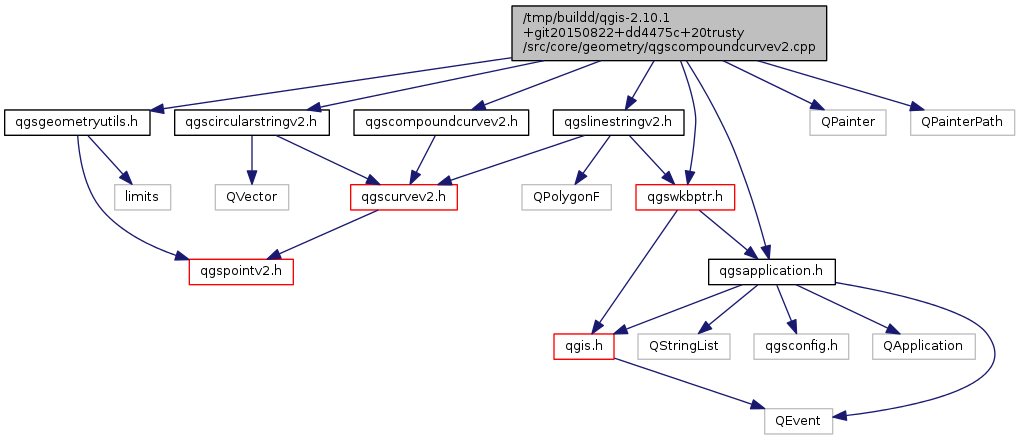 /tmp/buildd/qgis-2.10.1
+git20150822+dd4475c+20trusty
/src/core/geometry/qgscompoundcurvev2.cpp
qgsgeometryutils.h
qgscircularstringv2.h
qgscompoundcurvev2.h
qgslinestringv2.h
QPainter
QPainterPath
limits
QVector
qgscurvev2.h
QPolygonF
qgswkbptr.h
qgspointv2.h
qgsapplication.h
qgis.h
QStringList
qgsconfig.h
QApplication
QEvent